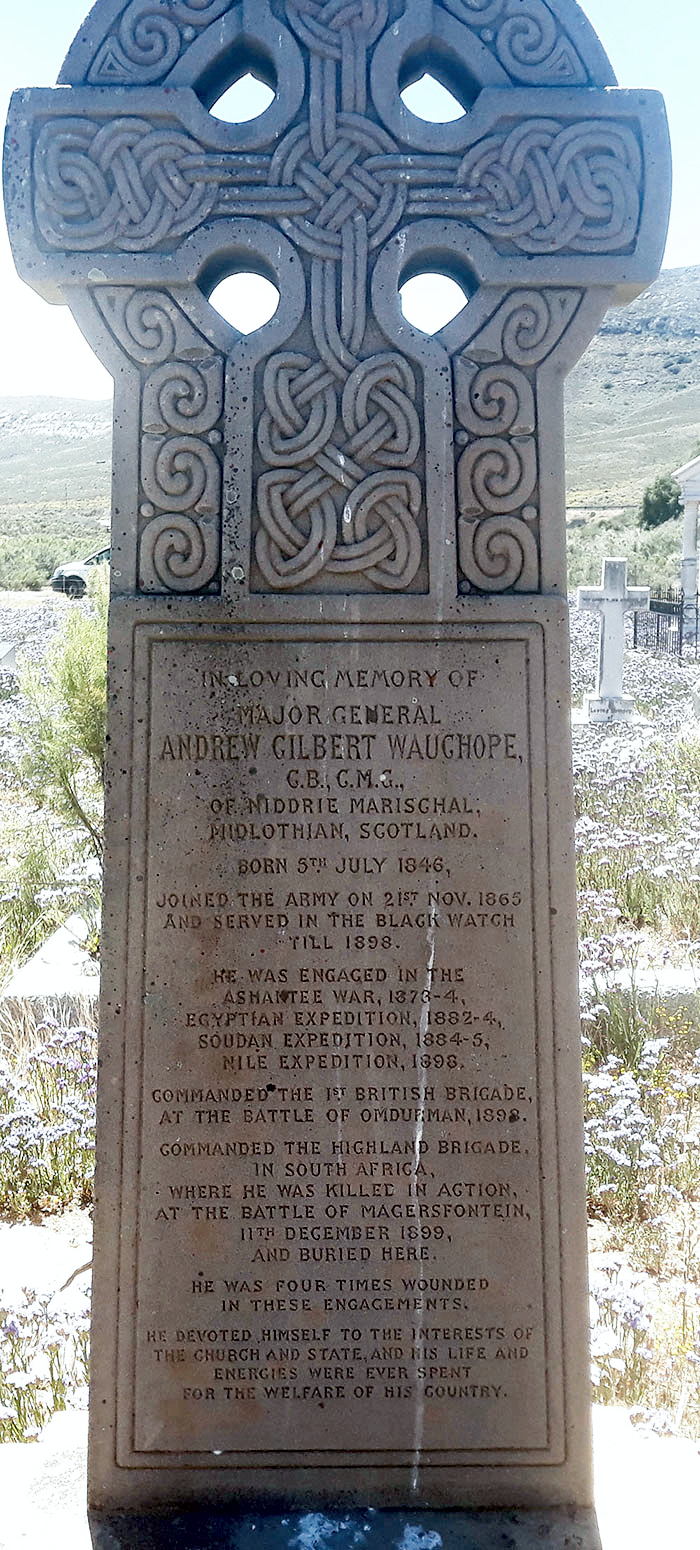 IN LOVING MEMORY OF
MAJOR GENERAL
ANDREW GILBERT WAUCHOPE,
C.B., C.M.G.,
OF NIDDRIE MARISCHAL,
MIDLOTHIAN, SCOTLAND.
BORN 5TH JULY 1846,
JOINED THE ARMY ON 21ST NOV. 1865
AND SERVED IN THE BLACK WATCH
TILL 1898.
HE WAS ENGAGED IN THE
ASHANTEE WAR, 1873-4,
EGYPTIAN EXPEDITION, 1882-4,
SOUDAN EXPEDITION, 1884-5,
NILE EXPEDITION, 1898.
COMMANDED THE 1ST BRITISH BRIGADE,
AT THE BATTLE OF OMDURMAN, 1898.
COMMANDED THE HIGHLAND BRIGADE,
IN SOUTH AFRICA,
WHERE HE WAS KILLED IN ACTION,
AT THE BATTLE OF MAGERSFONTEIN,
11TH DECEMBER 1899,
AND BURIED HERE.
HE WAS FOUR TIMES WOUNDED
IN THESE ENGAGEMENTS.
HE DEVOTED HIMSELF TO THE INTERESTS OF
THE CHURCH AND STATE, AND HIS LIFE AND
ENERGIES WERE EVER SPENT
FOR THE WELFARE OF HIS COUNTRY.